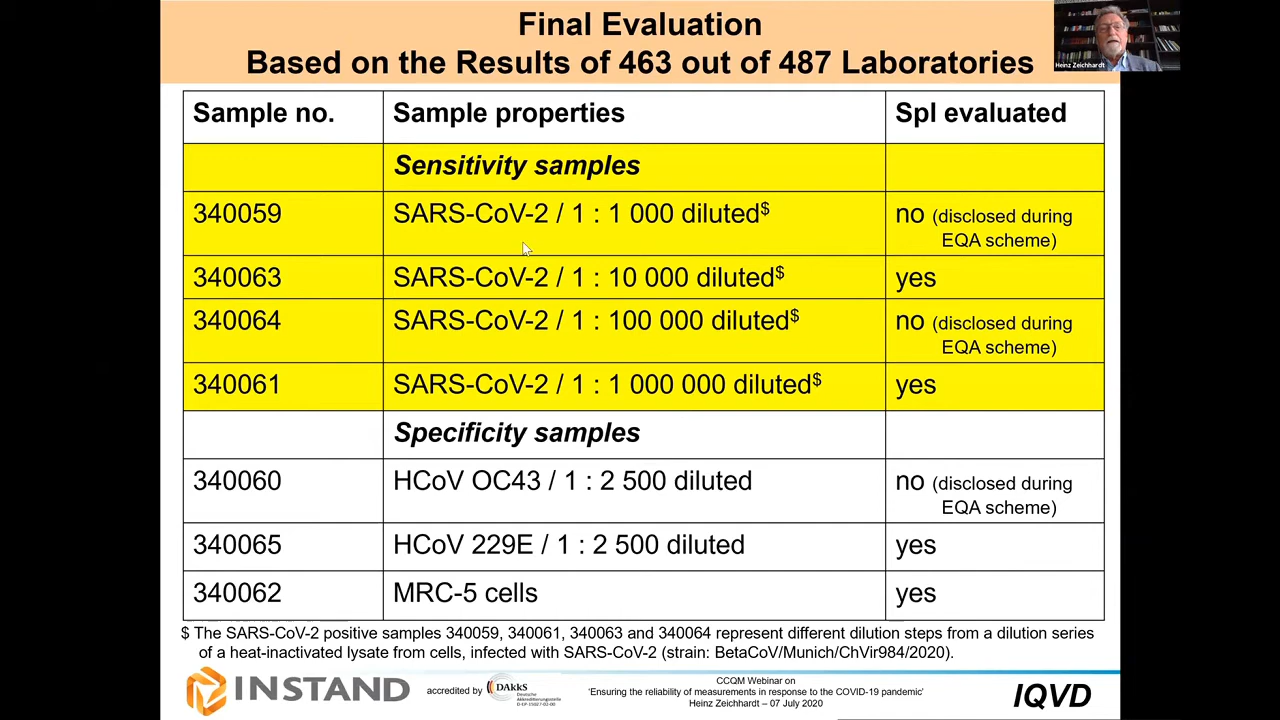 Final Evaluation
Based on the Results of 463 out of 487 Laboratories
Heinz Zeichhardt
Sample no. Sample properties Spl evaluated
Sensitivity samples
340059 SARS-CoV-2 / 1 : 1 000 diluted$ no (disclosed during
EQA scheme)
340063 SARS-CoV-2 / 1 : 10 000 diluted$ yes
340064 SARS-CoV-2 / 1 : 100 000 diluted$ no (disclosed during
EQA scheme)
340061 SARS-CoV-2 / 1 : 1 000 000 diluted$ yes
Specificity samples
340060 HCoV OC43 / 1 : 2 500 diluted no (disclosed during
EQA scheme)
340065 HCoV 229E / 1 : 2 500 diluted yes
340062 MRC-5 cells yes
$ The SARS-CoV-2 positive samples 340059, 340061, 340063 and 340064 represent different dilution steps from a dilution series
of a heat-inactivated lysate from cells, infected with SARS-CoV-2 (strain: BetaCoV/Munich/ChVir984/2020).
INSTAND
accredited by DAkkS
Deutsche
Akkreditierungsstelle
D-EP-15027-02-00
CCQM Webinar on
‘Ensuring the reliability of measurements in response to the COVID-19 pandemic’
Heinz Zeichhardt – 07 July 2020
IQVD